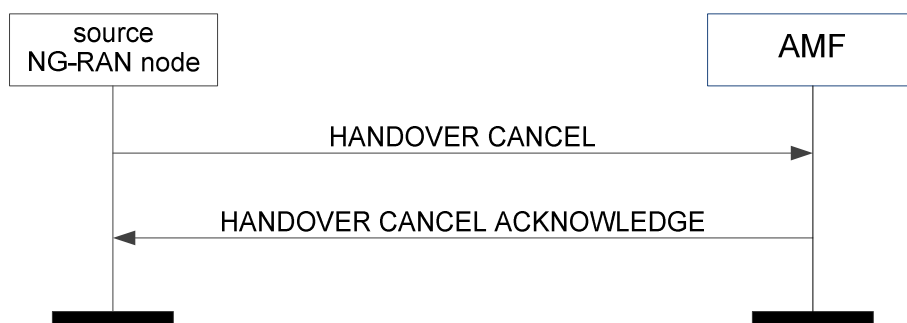 source
NG-RAN node
AMF
HANDOVER CANCEL
HANDOVER CANCEL ACKNOWLEDGE